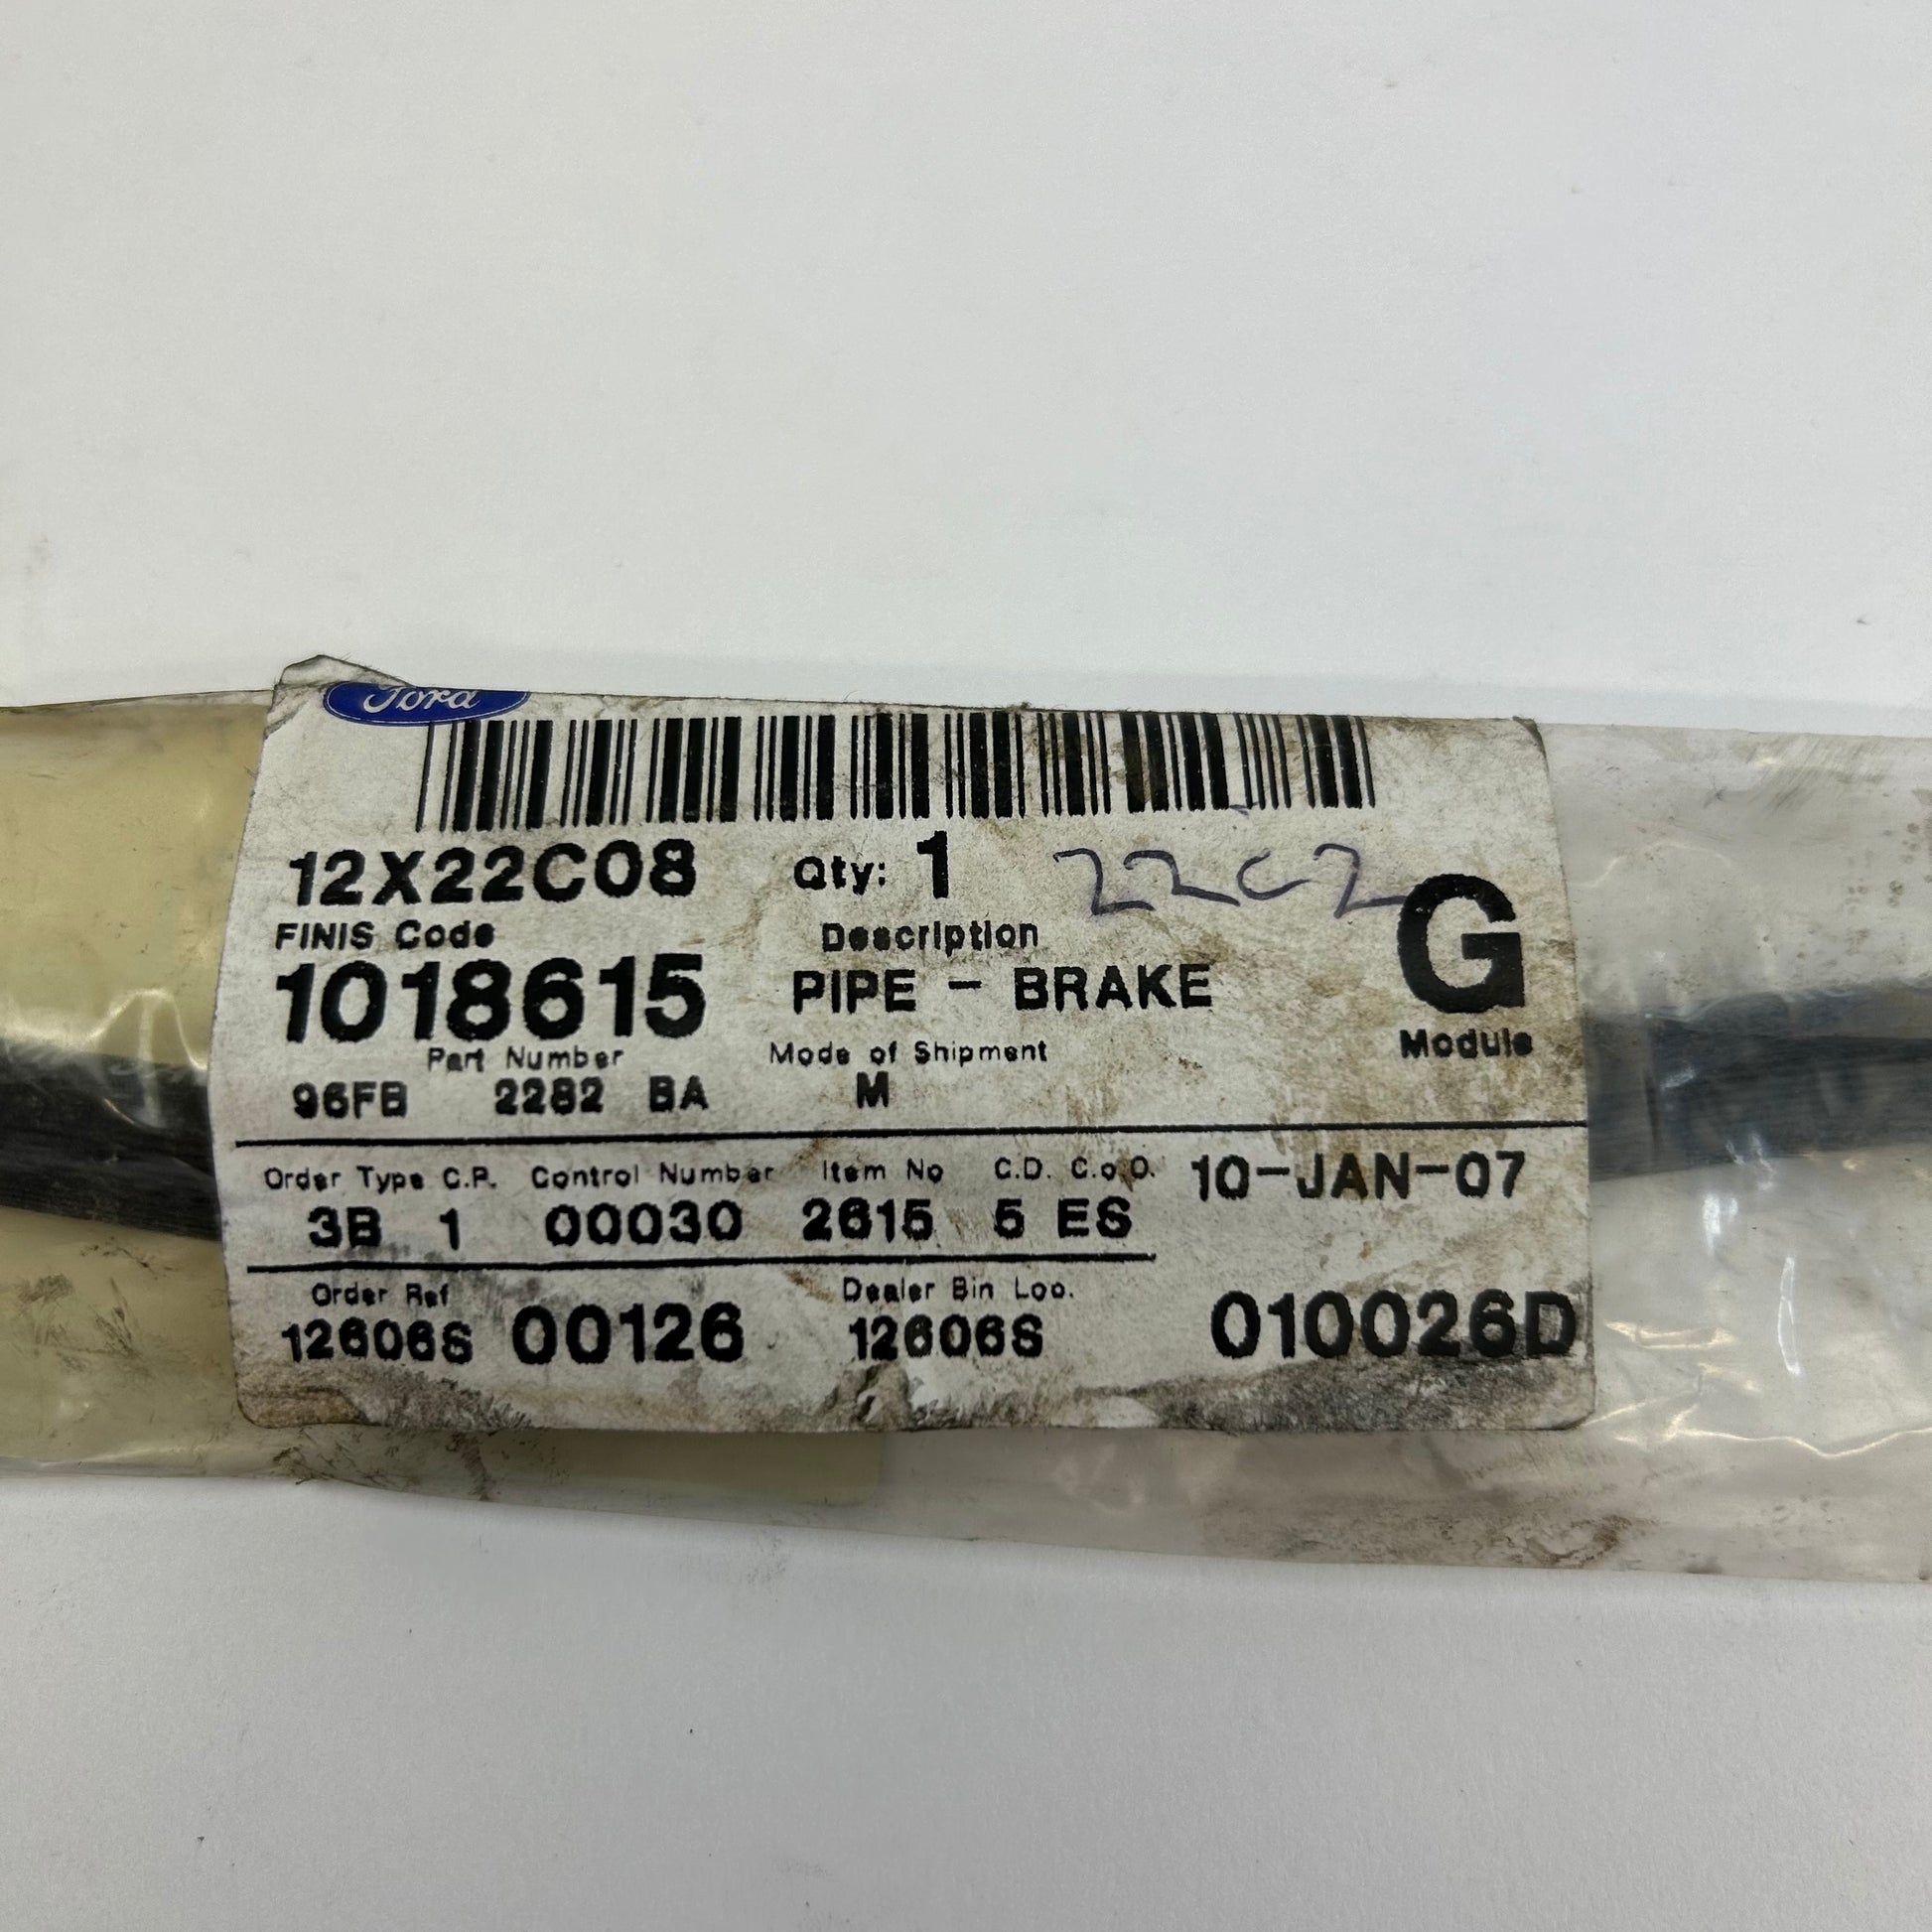 Ford
12X22C08 Qty: 1 22C2
FINIS Code Description G
1018615 PIPE - BRAKE
Part Number Mode of Shipment Module
96FB 2282 BA M
Order Type C.P. Control Number Item No C.D. C.o.O. 10-JAN-07
3B 1 00030 2615 5 ES
Order Ref Dealer Bin Loc.
12606S 00126 12606S 010026D